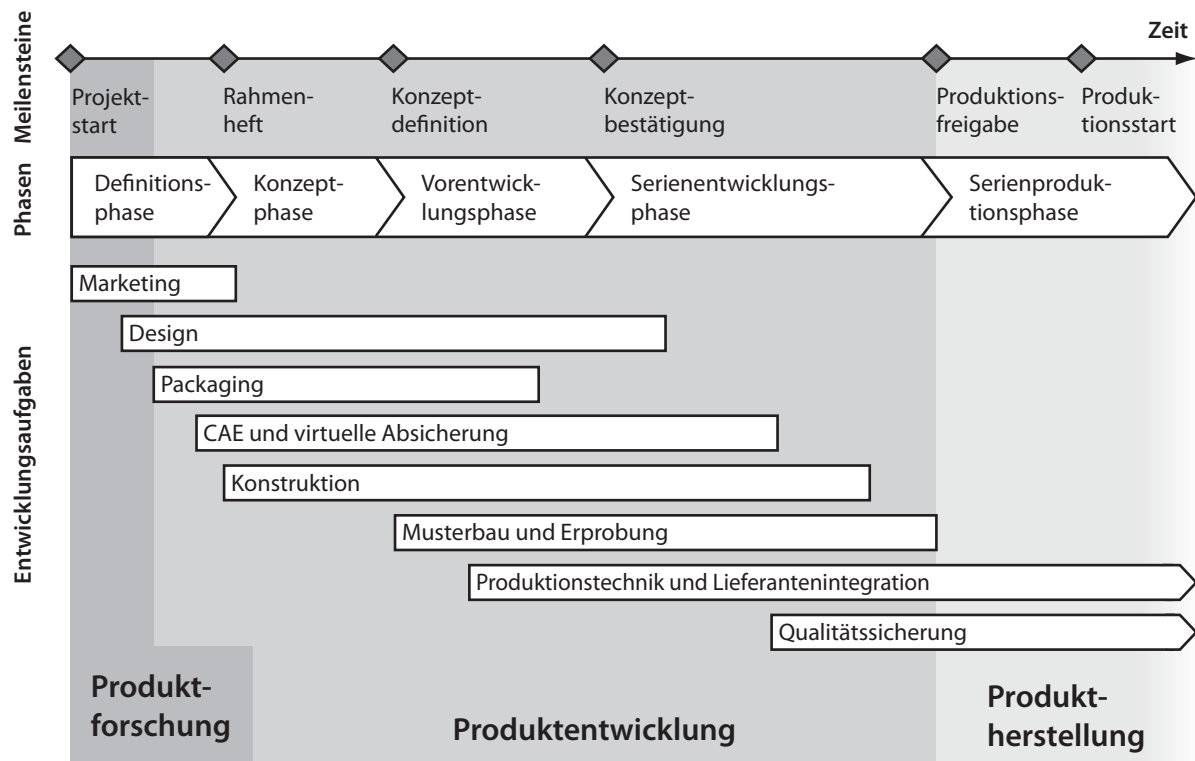 Zeit
Meilensteine
Projekt-
start
Rahmen-
heft
Konzept-
definition
Konzept-
bestätigung
Produktions-
freigabe
Produk-
tionsstart
Phasen
Definitions-
phase
Konzept-
phase
Vorentwick-
lungsphase
Serienentwicklungs-
phase
Serienproduk-
tionsphase
Entwicklungsaufgaben
Marketing
Design
Packaging
CAE und virtuelle Absicherung
Konstruktion
Musterbau und Erprobung
Produktionstechnik und Lieferantenintegration
Qualitätssicherung
Produkt-
forschung
Produktentwicklung
Produkt-
herstellung